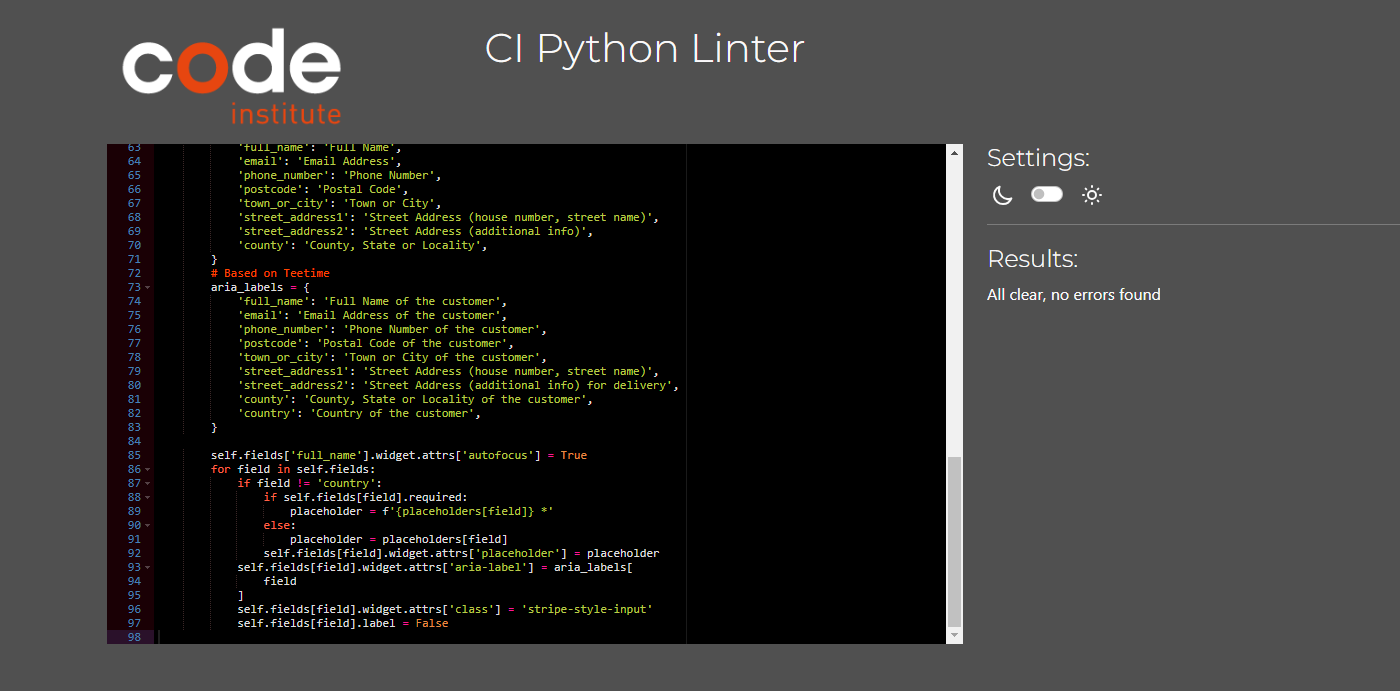 code
institute
CI Python Linter
63 'full_name': 'Full Name',
64 'email': 'Email Address',
65 'phone_number': 'Phone Number',
66 'postcode': 'Postal Code',
67 'town_or_city': 'Town or City',
68 'street_address1': 'Street Address (house number, street name)',
69 'street_address2': 'Street Address (additional info)',
70 'county': 'County, State or Locality',
71 }
72 # Based on Teetime
73 aria_labels = {
74 'full_name': 'Full Name of the customer',
75 'email': 'Email Address of the customer',
76 'phone_number': 'Phone Number of the customer',
77 'postcode': 'Postal Code of the customer',
78 'town_or_city': 'Town or City of the customer',
79 'street_address1': 'Street Address (house number, street name)',
80 'street_address2': 'Street Address (additional info) for delivery',
81 'county': 'County, State or Locality of the customer',
82 'country': 'Country of the customer',
83 }
84
85 self.fields['full_name'].widget.attrs['autofocus'] = True
86 for field in self.fields:
87 if field != 'country':
88 if self.fields[field].required:
89 placeholder = f'{placeholders[field]} *'
90 else:
91 placeholder = placeholders[field]
92 self.fields[field].widget.attrs['placeholder'] = placeholder
93 self.fields[field].widget.attrs['aria-label'] = aria_labels[
94 field
95 ]
96 self.fields[field].widget.attrs['class'] = 'stripe-style-input'
97 self.fields[field].label = False
98
Settings:
Results:
All clear, no errors found